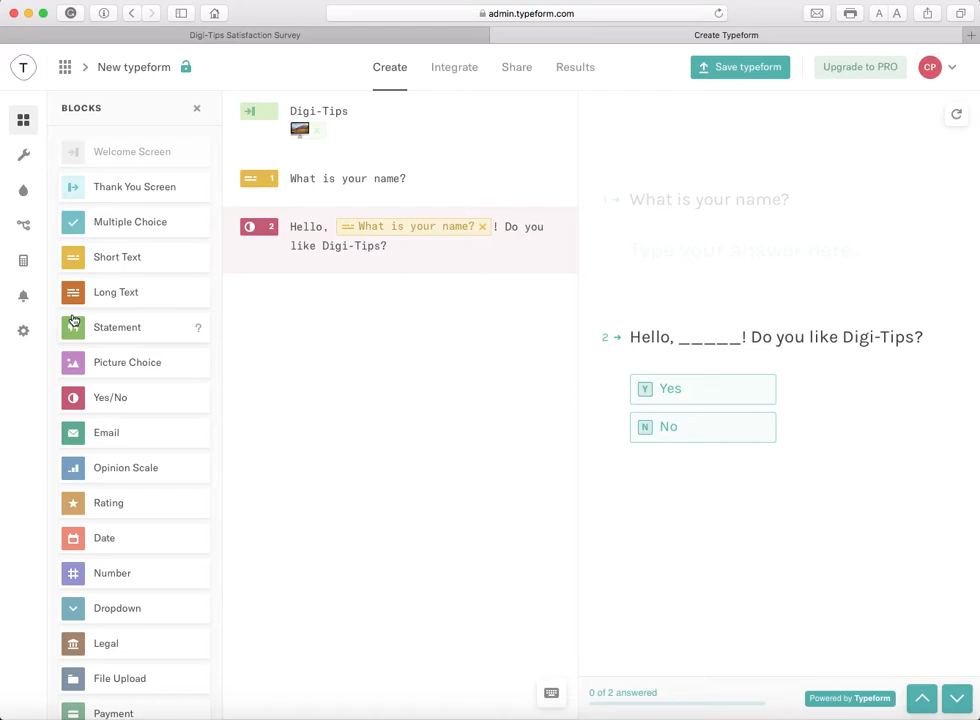 admin.typeform.com
A A
Digi-Tips Satisfaction Survey
Create Typeform
T
New typeform
Create
Integrate
Share
Results
Save typeform
Upgrade to PRO
CP
BLOCKS
Welcome Screen
Thank You Screen
Multiple Choice
Short Text
Long Text
Statement ?
Picture Choice
Yes/No
Email
Opinion Scale
Rating
Date
Number
Dropdown
Legal
File Upload
Payment
Digi-Tips
1 What is your name?
2 Hello, What is your name? ! Do you
like Digi-Tips?
1 What is your name?
Type your answer here
2 Hello, _____! Do you like Digi-Tips?
Y Yes
N No
0 of 2 answered
Powered by Typeform